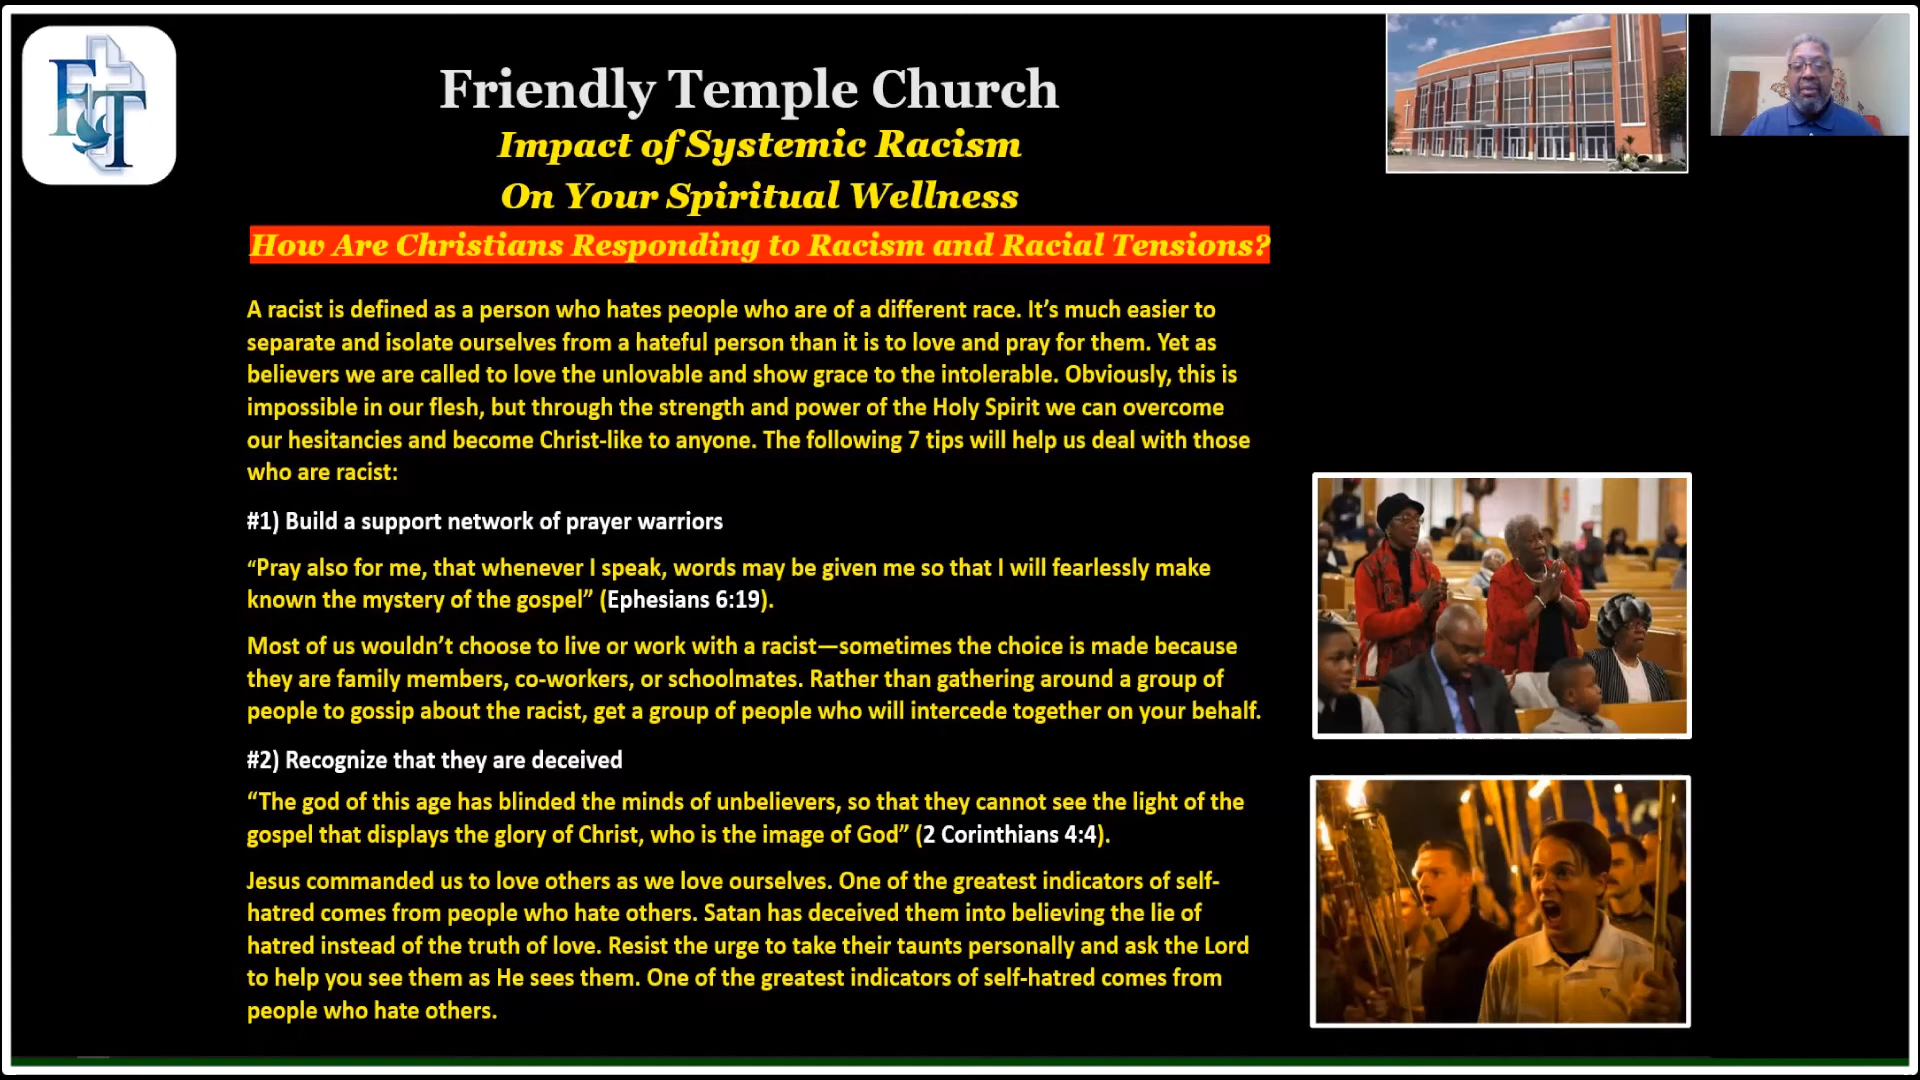 FT
Friendly Temple Church
Impact of Systemic Racism
On Your Spiritual Wellness
How Are Christians Responding to Racism and Racial Tensions?
A racist is defined as a person who hates people who are of a different race. It’s much easier to
separate and isolate ourselves from a hateful person than it is to love and pray for them. Yet as
believers we are called to love the unlovable and show grace to the intolerable. Obviously, this is
impossible in our flesh, but through the strength and power of the Holy Spirit we can overcome
our hesitancies and become Christ-like to anyone. The following 7 tips will help us deal with those
who are racist:
#1) Build a support network of prayer warriors
“Pray also for me, that whenever I speak, words may be given me so that I will fearlessly make
known the mystery of the gospel” (Ephesians 6:19).
Most of us wouldn’t choose to live or work with a racist—sometimes the choice is made because
they are family members, co-workers, or schoolmates. Rather than gathering around a group of
people to gossip about the racist, get a group of people who will intercede together on your behalf.
#2) Recognize that they are deceived
“The god of this age has blinded the minds of unbelievers, so that they cannot see the light of the
gospel that displays the glory of Christ, who is the image of God” (2 Corinthians 4:4).
Jesus commanded us to love others as we love ourselves. One of the greatest indicators of self-
hatred comes from people who hate others. Satan has deceived them into believing the lie of
hatred instead of the truth of love. Resist the urge to take their taunts personally and ask the Lord
to help you see them as He sees them. One of the greatest indicators of self-hatred comes from
people who hate others.